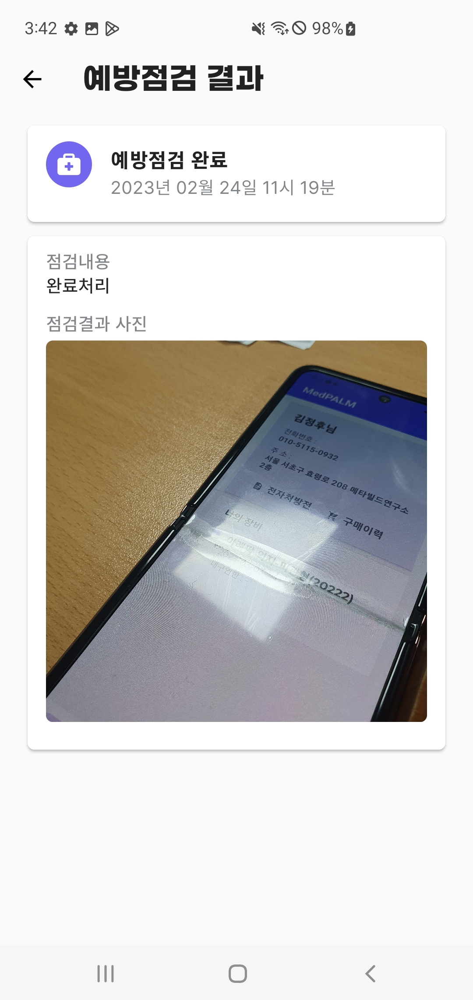 3:42
98%
예방점검 결과
예방점검 완료
2023년 02월 24일 11시 19분
점검내용
완료처리
점검결과 사진
MedPALM
김정후님
전화번호 :
010-5115-0932
주 소 :
서울 서초구 효령로 208 메타빌드연구소
2층
전자처방전
구매이력
나의 장비
형(20222)